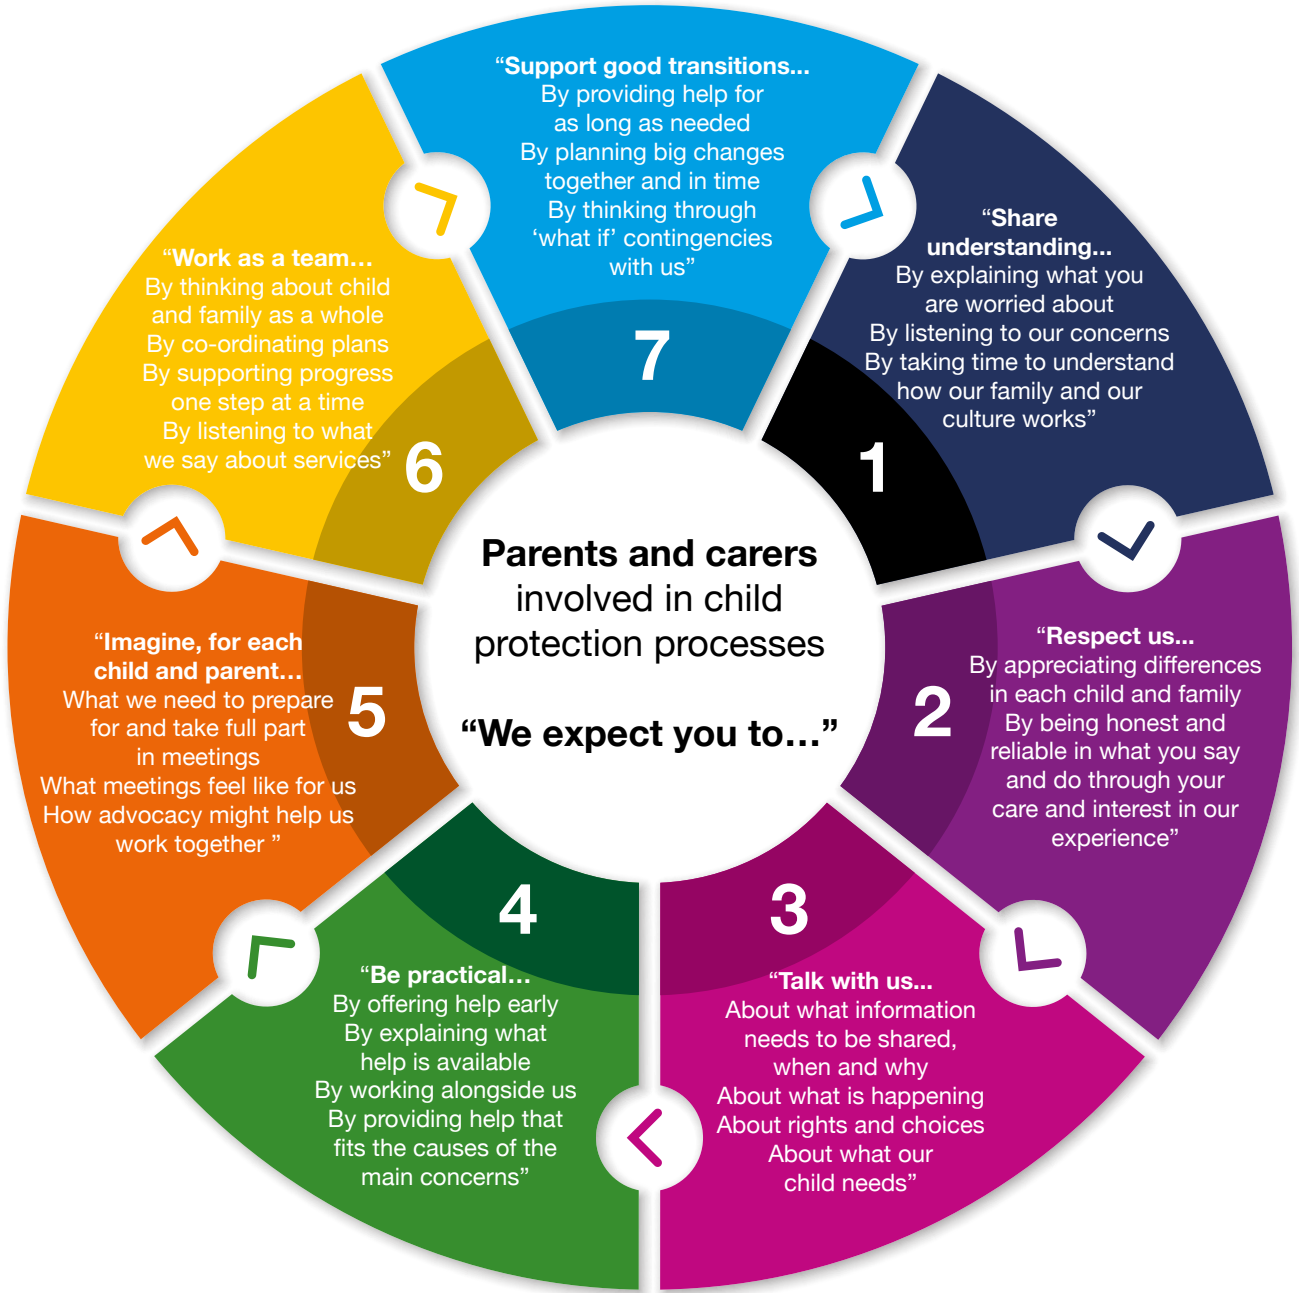 Parents and carers
involved in child
protection processes
“We expect you to…”
1
“Share
understanding...
By explaining what you
are worried about
By listening to our concerns
By taking time to understand
how our family and our
culture works”
2
“Respect us...
By appreciating differences
in each child and family
By being honest and
reliable in what you say
and do through your
care and interest in our
experience”
3
“Talk with us...
About what information
needs to be shared,
when and why
About what is happening
About rights and choices
About what our
child needs”
4
“Be practical…
By offering help early
By explaining what
help is available
By working alongside us
By providing help that
fits the causes of the
main concerns”
5
“Imagine, for each
child and parent…
What we need to prepare
for and take full part
in meetings
What meetings feel like for us
How advocacy might help us
work together ”
6
“Work as a team…
By thinking about child
and family as a whole
By co-ordinating plans
By supporting progress
one step at a time
By listening to what
we say about services”
7
“Support good transitions...
By providing help for
as long as needed
By planning big changes
together and in time
By thinking through
‘what if’ contingencies
with us”